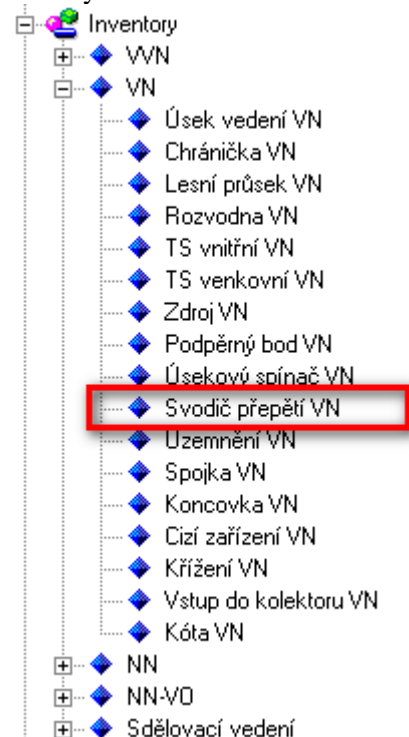 Inventory
VVN
VN
Úsek vedení VN
Chránička VN
Lesní průsek VN
Rozvodna VN
TS vnitřní VN
TS venkovní VN
Zdroj VN
Podpěrný bod VN
Úsekový spínač VN
Svodič přepětí VN
Uzemnění VN
Spojka VN
Koncovka VN
Cizí zařízení VN
Křížení VN
Vstup do kolektoru VN
Kóta VN
NN
NN-VO
Sdělovací vedení